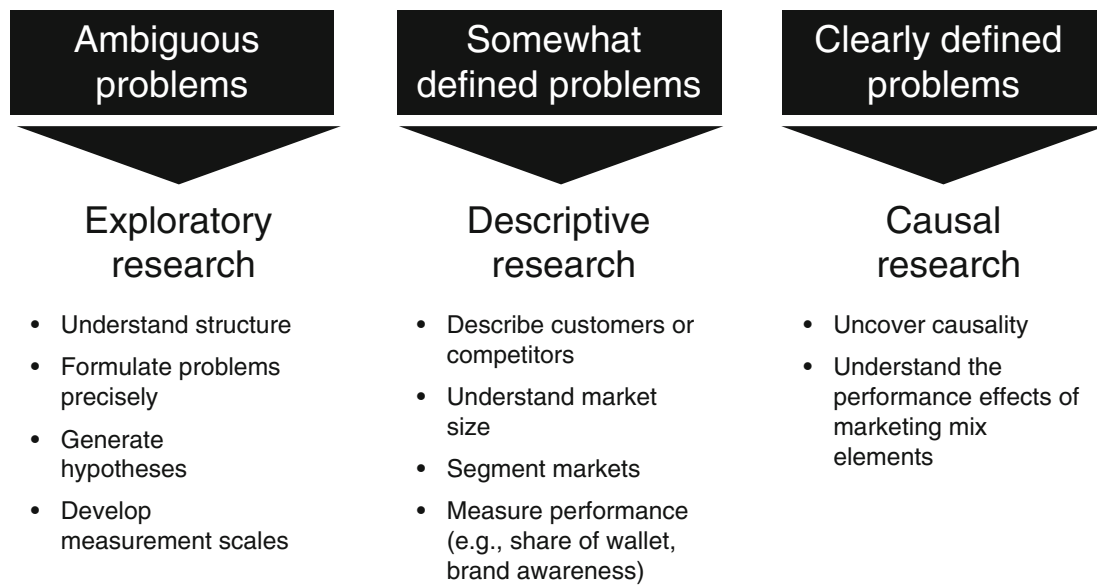 Ambiguous
problems
Exploratory
research
• Understand structure
• Formulate problems
precisely
• Generate
hypotheses
• Develop
measurement scales
Somewhat
defined problems
Descriptive
research
• Describe customers or
competitors
• Understand market
size
• Segment markets
• Measure performance
(e.g., share of wallet,
brand awareness)
Clearly defined
problems
Causal
research
• Uncover causality
• Understand the
performance effects of
marketing mix
elements